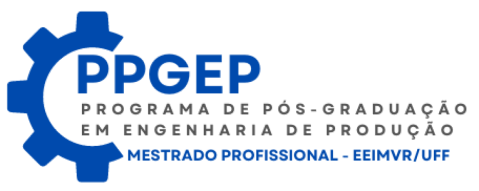 PPGEP
PROGRAMA DE PÓS-GRADUAÇÃO
EM ENGENHARIA DE PRODUÇÃO
MESTRADO PROFISSIONAL - EEIMVR/UFF